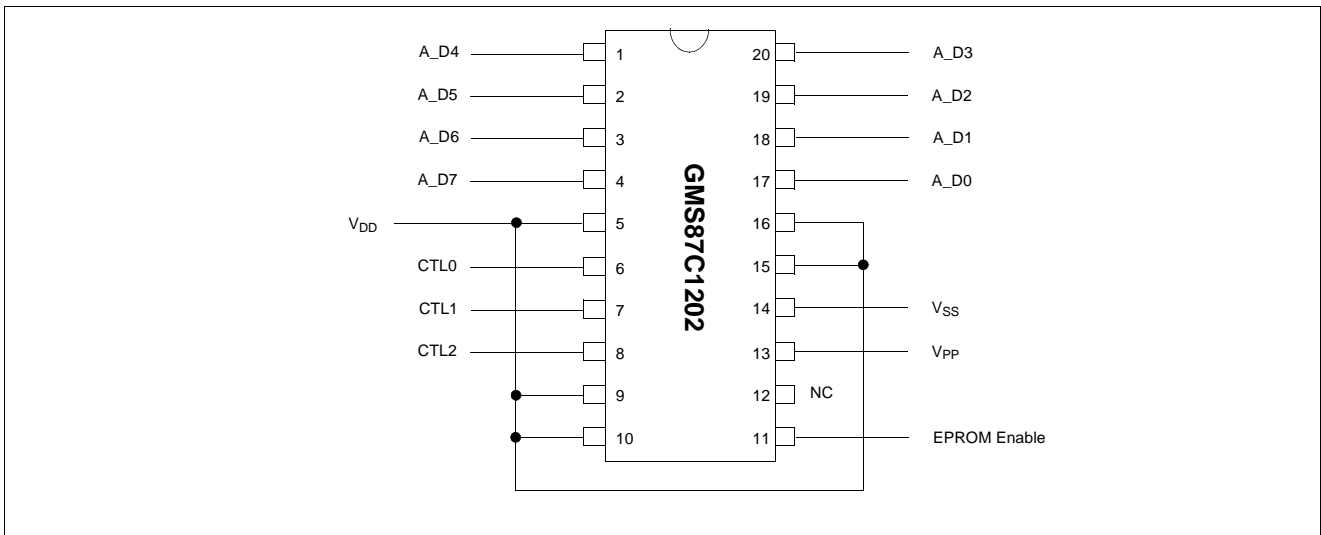 A_D4 1 20 A_D3
A_D5 2 19 A_D2
A_D6 3 18 A_D1
A_D7 4 17 A_D0
VDD 5 16
CTL0 6 15
CTL1 7 14 VSS
CTL2 8 13 VPP
9 12 NC
10 11 EPROM Enable
GMS87C1202